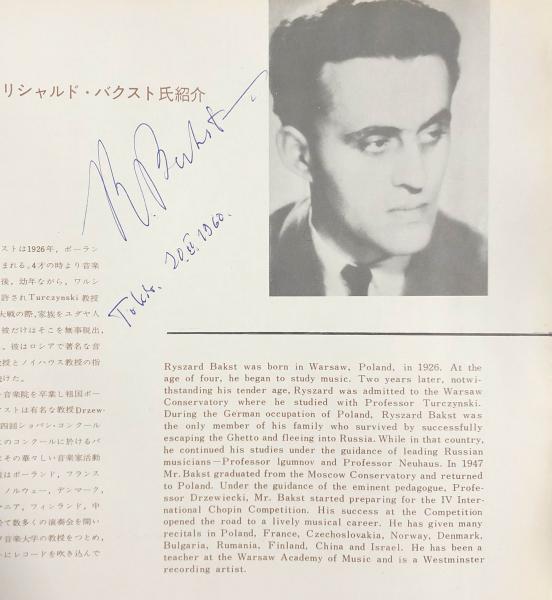 リシャルド・バクスト氏紹介
R. Bakst
Tokio. 20.II.1960.
ストは1926年，ポーラン
まれる。4才の時より音楽
後，幼年ながら，ワルシ
許されTurczynski教授
大戦の際，家族をユダヤ人
彼だけはそこを無事脱出，
，彼はロシアで著名な音
授とノイハウス教授の指
けた。
音楽院を卒業し祖国ポー
ストは有名な教授Drzew-
四回ショパン・コンクール
このコンクールに於けるバ
その華々しい音楽家活動
はポーランド，フランス
，ノルウェー，デンマーク，
ニア，フィンランド，中
て数多くの演奏会を開い
音楽大学の教授をつとめ，
にレコードを吹き込んで
Ryszard Bakst was born in Warsaw, Poland, in 1926. At the
age of four, he began to study music. Two years later, notwi-
thstanding his tender age, Ryszard was admitted to the Warsaw
Conservatory where he studied with Professor Turczynski.
During the German occupation of Poland, Ryszard Bakst was
the only member of his family who survived by successfully
escaping the Ghetto and fleeing into Russia. While in that country,
he continued his studies under the guidance of leading Russian
musicians—Professor Igumnov and Professor Neuhaus. In 1947
Mr. Bakst graduated from the Moscow Conservatory and returned
to Poland. Under the guidance of the eminent pedagogue, Profe-
ssor Drzewiecki, Mr. Bakst started preparing for the IV Inter-
national Chopin Competition. His success at the Competition
opened the road to a lively musical career. He has given many
recitals in Poland, France, Czechoslovakia, Norway, Denmark,
Bulgaria, Rumania, Finland, China and Israel. He has been a
teacher at the Warsaw Academy of Music and is a Westminster
recording artist.